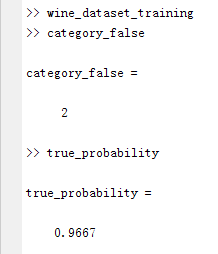 >> wine_dataset_training
>> category_false
category_false =
2
>> true_probability
true_probability =
0.9667